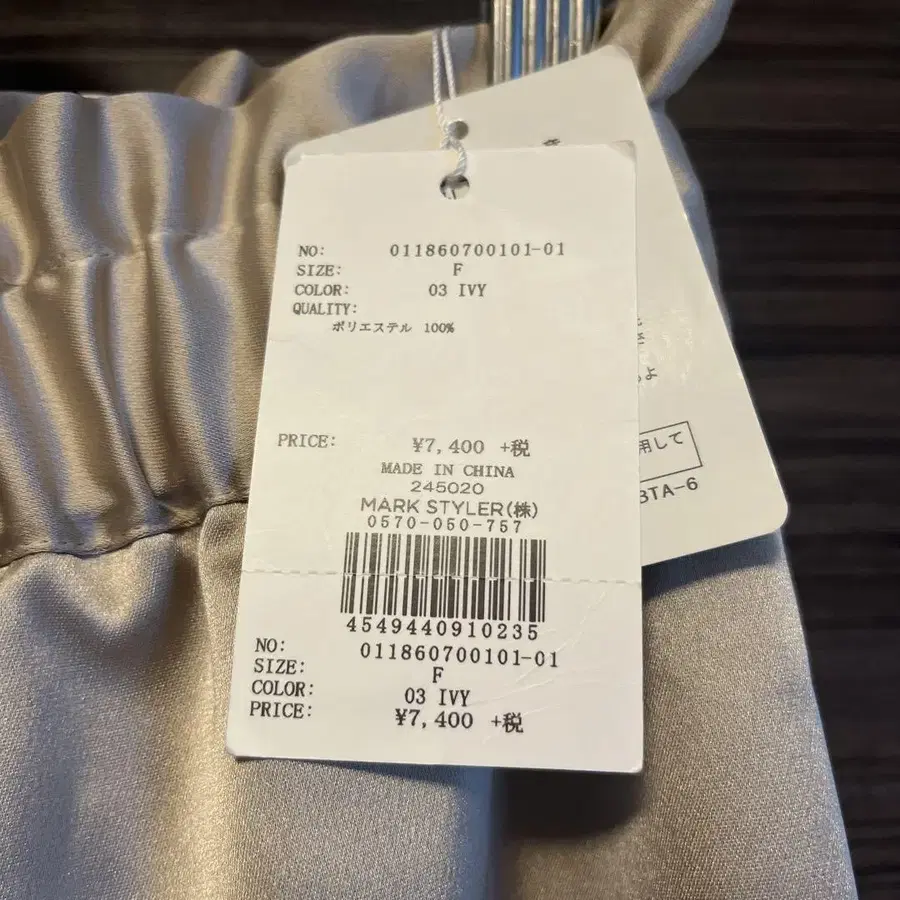 NO: 011860700101-01
SIZE: F
COLOR: 03 IVY
QUALITY:
ポリエステル 100%
PRICE: ¥7,400 +税
MADE IN CHINA
245020
MARK STYLER(株)
0570-050-757
4549440910235
NO: 011860700101-01
SIZE: F
COLOR: 03 IVY
PRICE: ¥7,400 +税
よ
用して
BTA-6